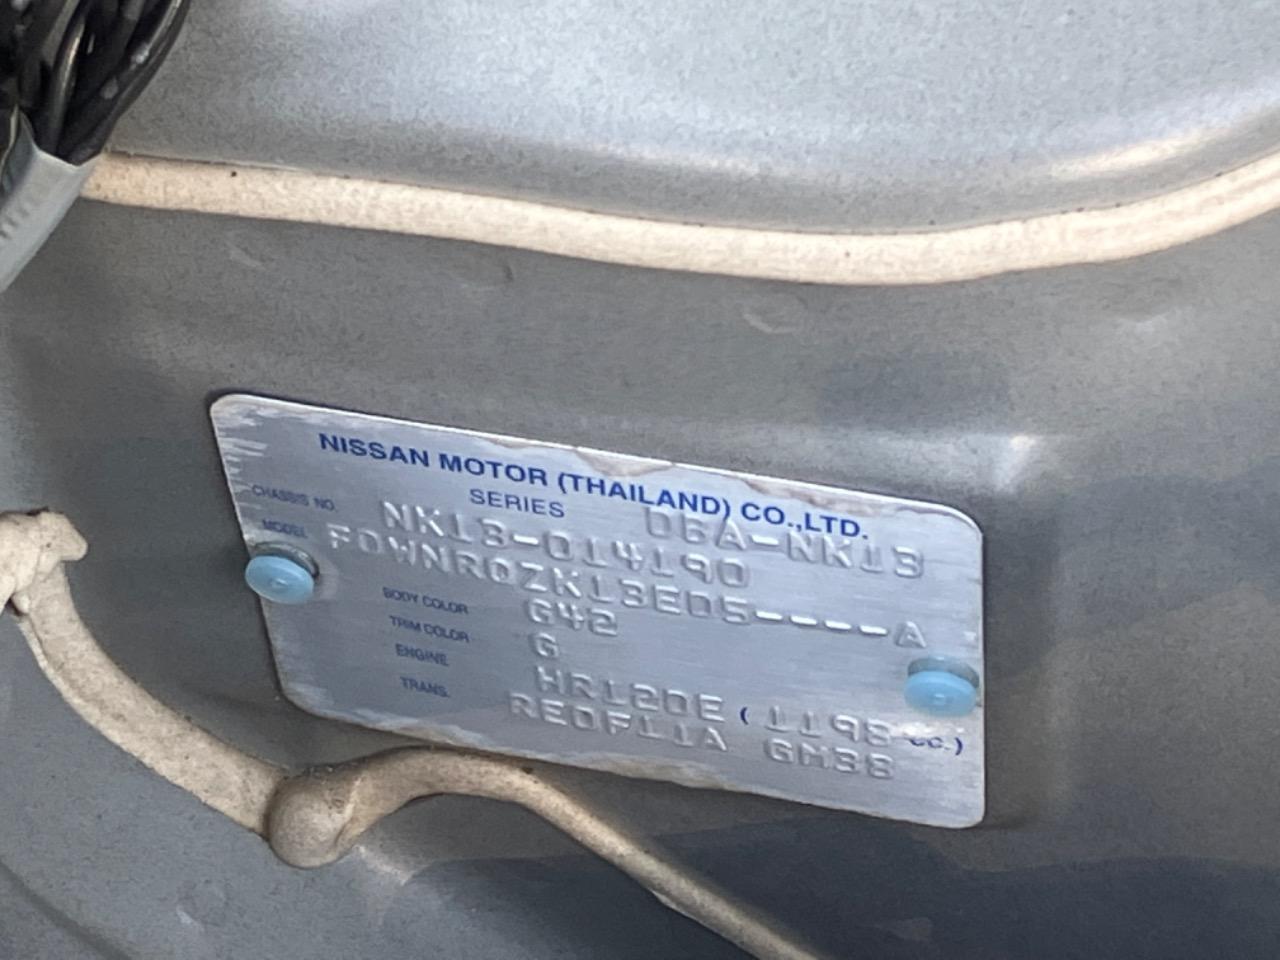 NISSAN MOTOR (THAILAND) CO.,LTD.
SERIES DBA-NK13
CHASSIS NO. NK13-014190
MODEL FDWNRQZK13ED5----A
BODY COLOR G42
TRIM COLOR G
ENGINE HR12DE ( 1198 cc.)
TRANS. RE0F11A GM38